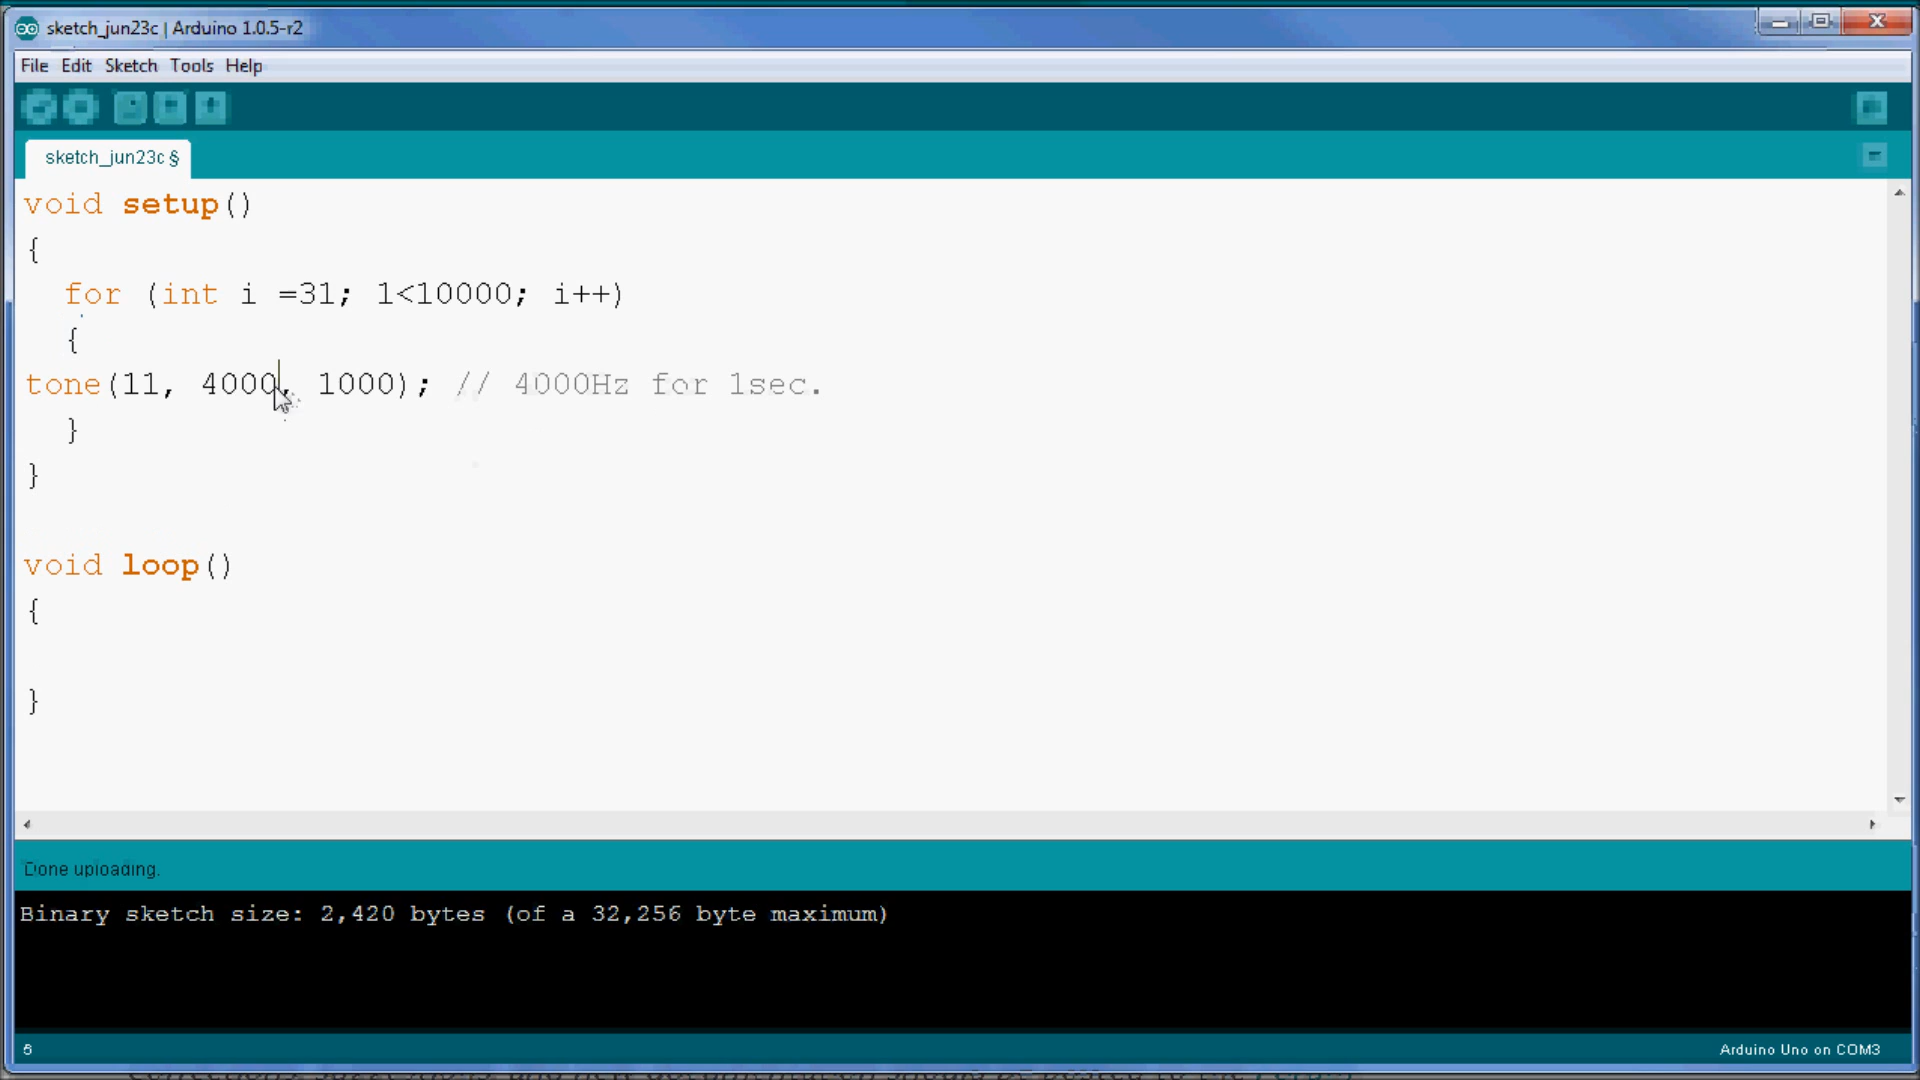 sketch_jun23c | Arduino 1.0.5-r2
File Edit Sketch Tools Help
sketch_jun23c §
void setup()
{
for (int i =31; 1<10000; i++)
{
tone(11, 4000, 1000); // 4000Hz for 1sec.
}
}
void loop()
{
}
Done uploading.
Binary sketch size: 2,420 bytes (of a 32,256 byte maximum)
6
Arduino Uno on COM3